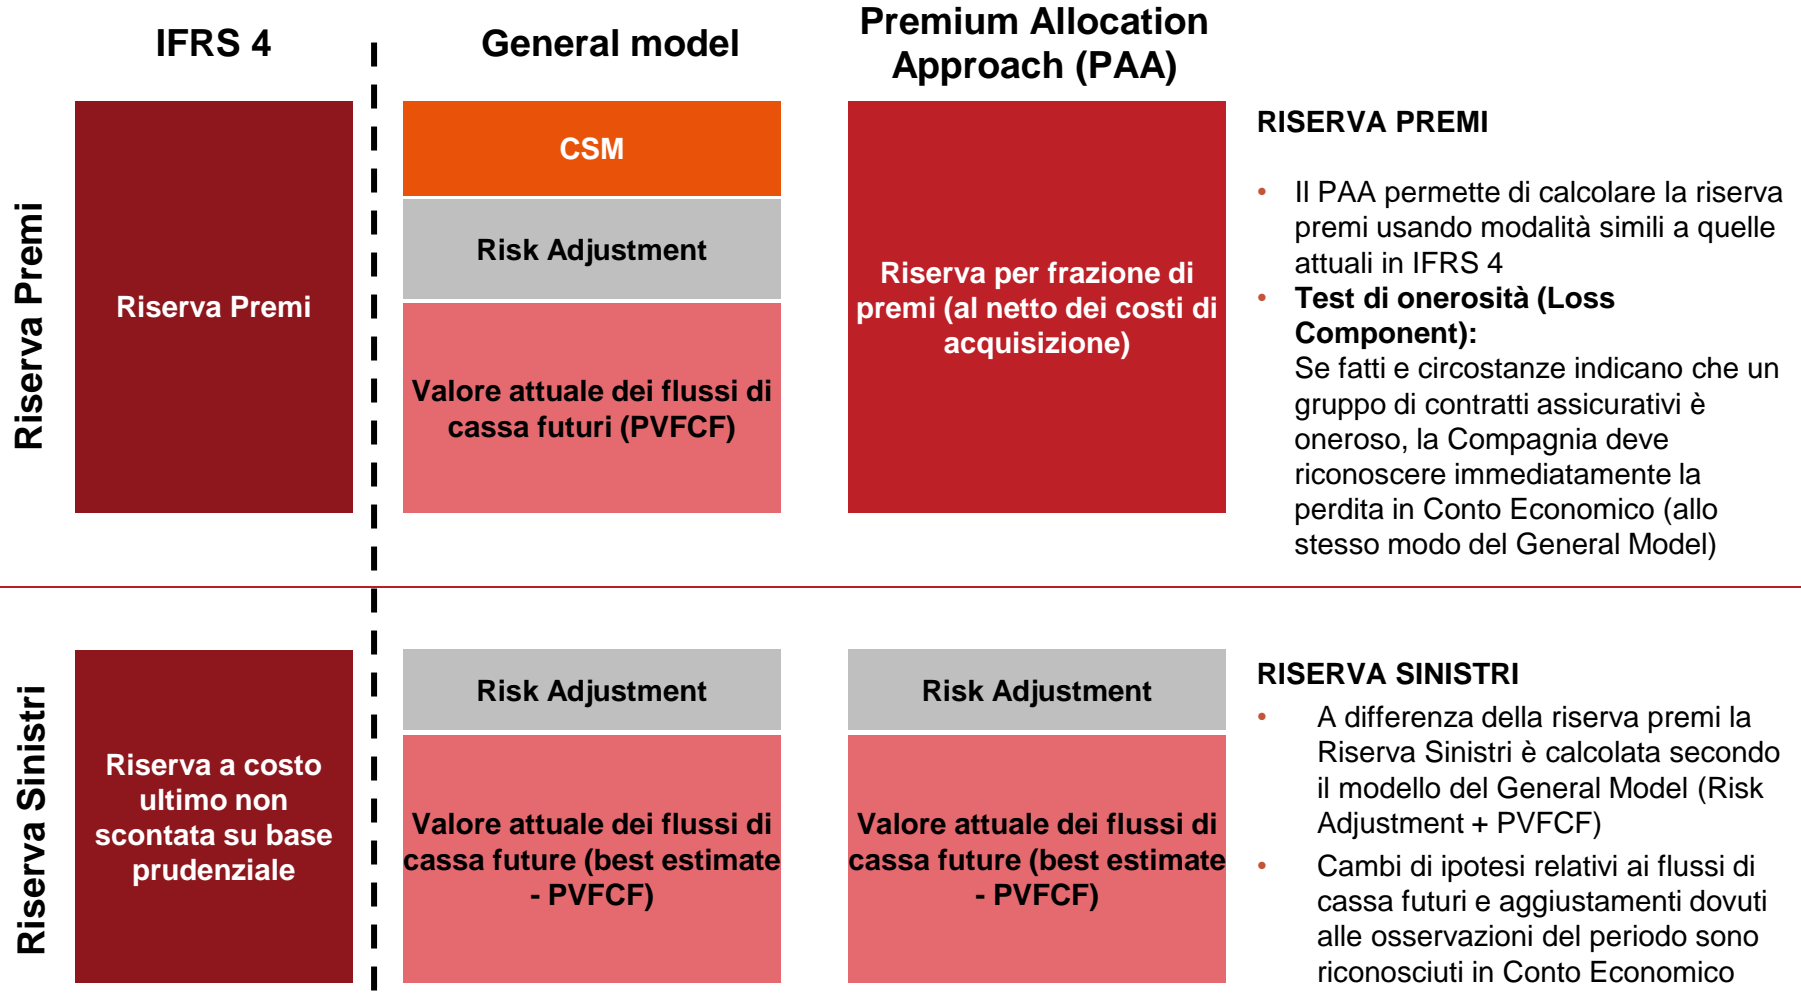 IFRS 4
General model
Premium Allocation
Approach (PAA)
Riserva Premi
Riserva Premi
CSM
Risk Adjustment
Valore attuale dei flussi di
cassa futuri (PVFCF)
Riserva per frazione di
premi (al netto dei costi di
acquisizione)
RISERVA PREMI
• Il PAA permette di calcolare la riserva
premi usando modalità simili a quelle
attuali in IFRS 4
• Test di onerosità (Loss
Component):
Se fatti e circostanze indicano che un
gruppo di contratti assicurativi è
oneroso, la Compagnia deve
riconoscere immediatamente la
perdita in Conto Economico (allo
stesso modo del General Model)
Riserva Sinistri
Riserva a costo
ultimo non
scontata su base
prudenziale
Risk Adjustment
Valore attuale dei flussi di
cassa future (best estimate
- PVFCF)
Risk Adjustment
Valore attuale dei flussi di
cassa future (best estimate
- PVFCF)
RISERVA SINISTRI
• A differenza della riserva premi la
Riserva Sinistri è calcolata secondo
il modello del General Model (Risk
Adjustment + PVFCF)
• Cambi di ipotesi relativi ai flussi di
cassa futuri e aggiustamenti dovuti
alle osservazioni del periodo sono
riconosciuti in Conto Economico